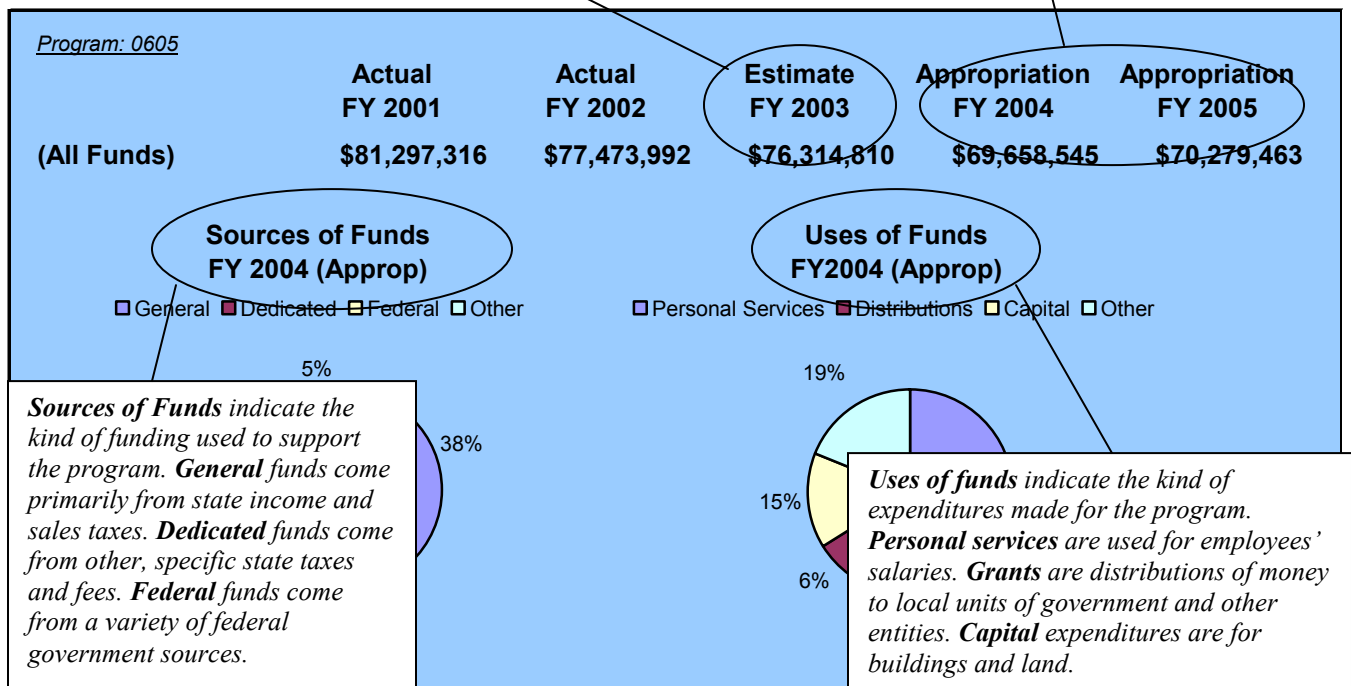 Program: 0605
Actual Actual Estimate Appropriation Appropriation
FY 2001 FY 2002 FY 2003 FY 2004 FY 2005
(All Funds) $81,297,316 $77,473,992 $76,314,810 $69,658,545 $70,279,463
Sources of Funds
FY 2004 (Approp)
General Dedicated Federal Other
5%
38%
Sources of Funds indicate the
kind of funding used to support
the program. General funds come
primarily from state income and
sales taxes. Dedicated funds come
from other, specific state taxes
and fees. Federal funds come
from a variety of federal
government sources.
Uses of Funds
FY2004 (Approp)
Personal Services Distributions Capital Other
19%
15%
6%
Uses of funds indicate the kind of
expenditures made for the program.
Personal services are used for employees’
salaries. Grants are distributions of money
to local units of government and other
entities. Capital expenditures are for
buildings and land.